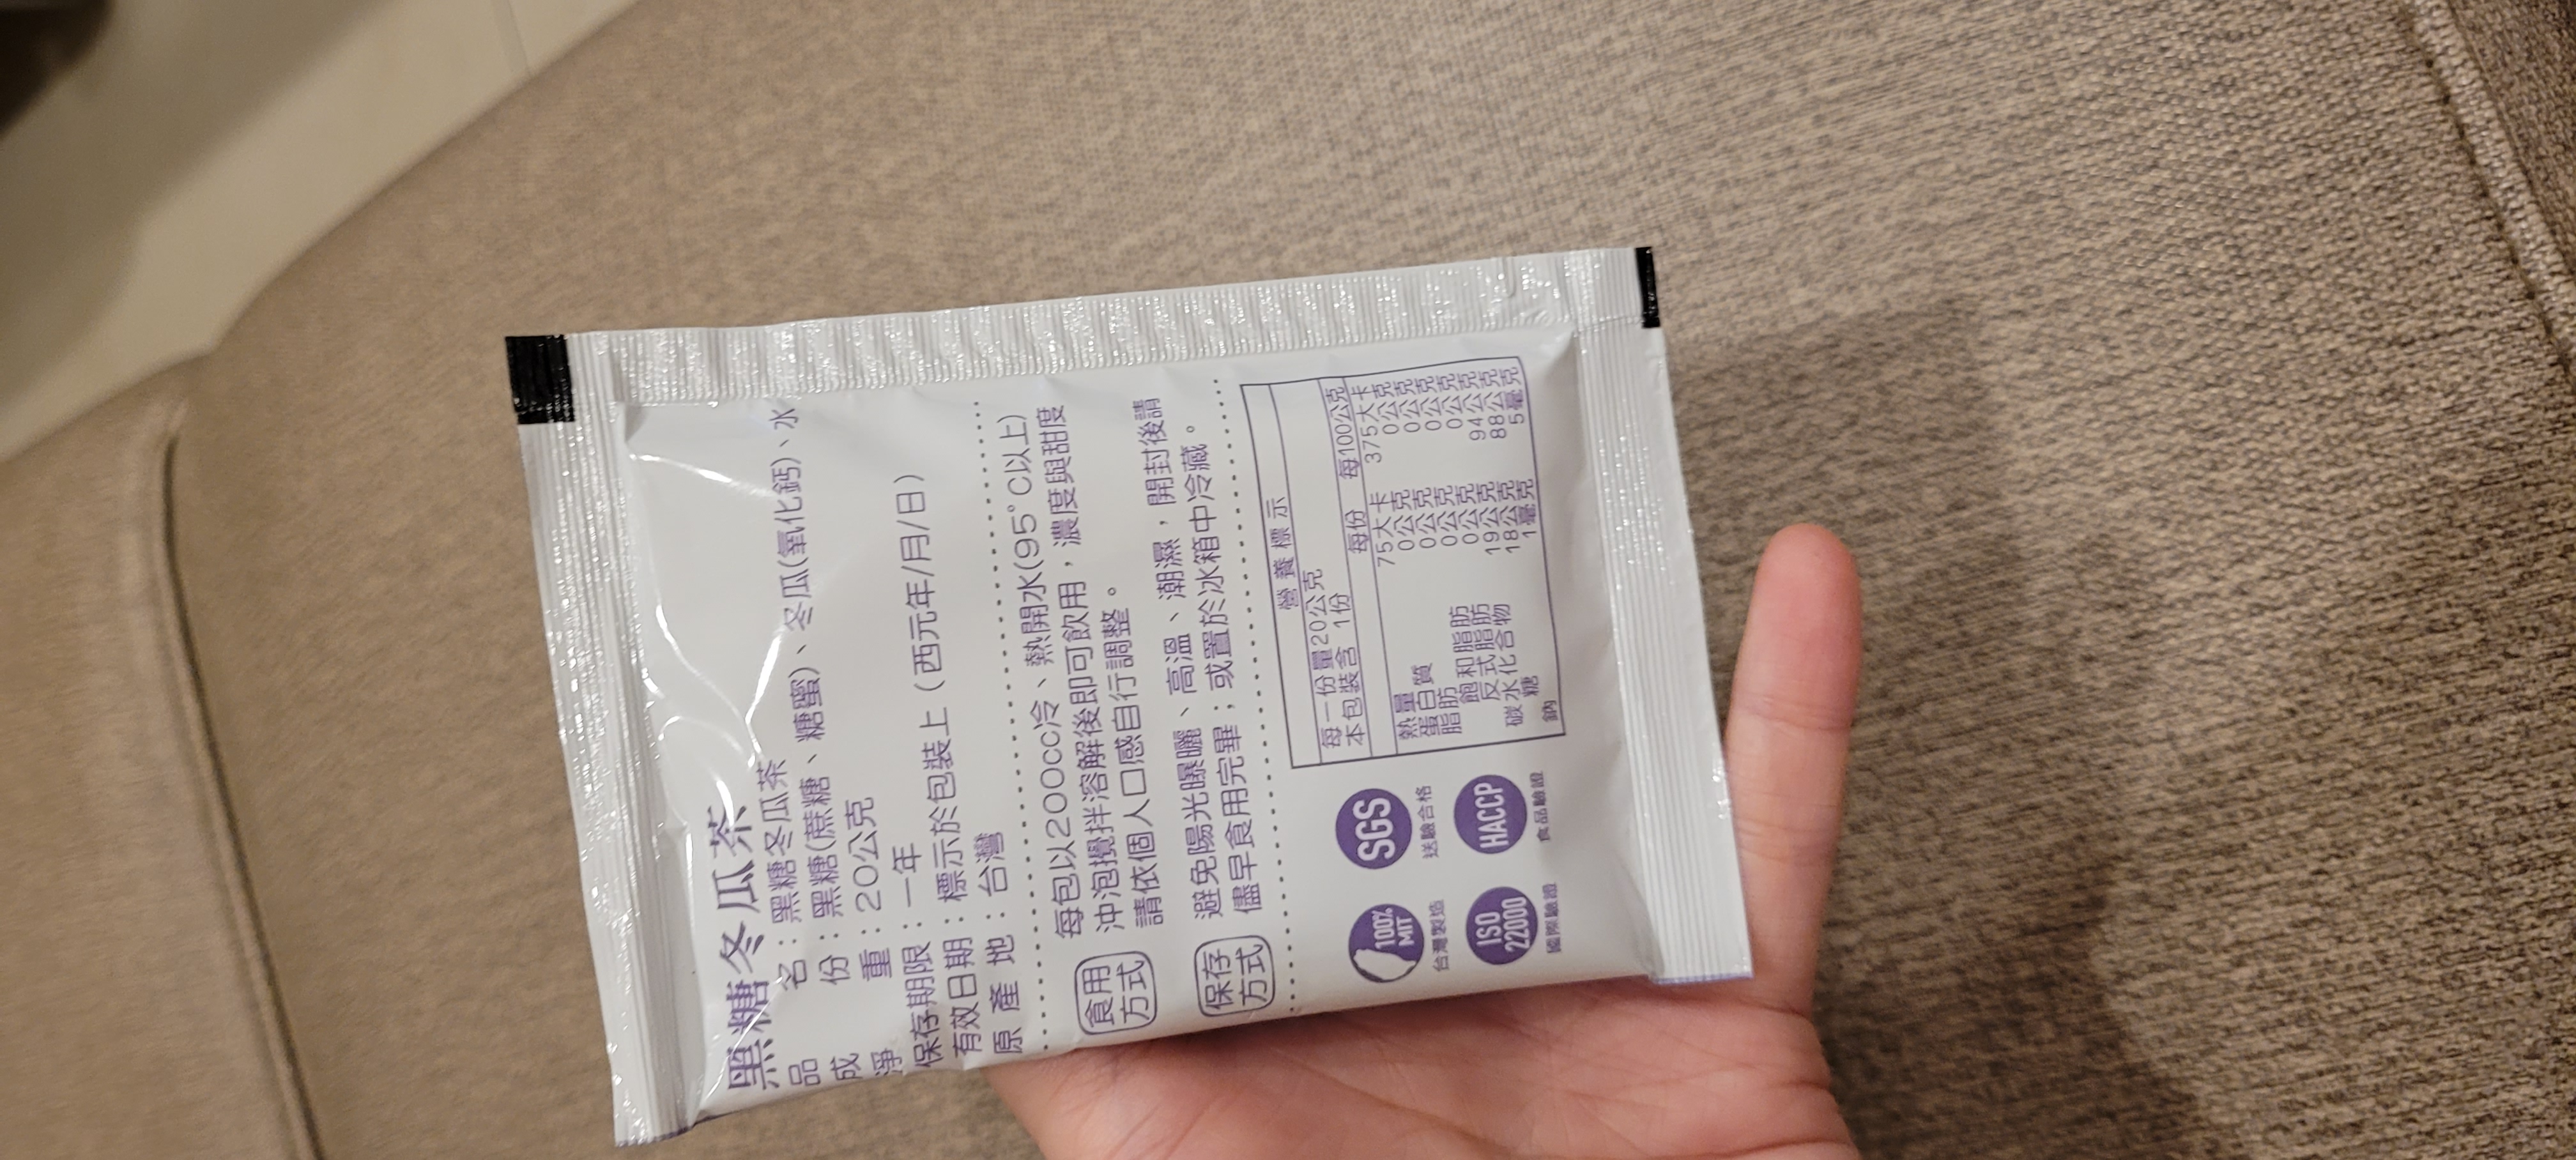 黑糖冬瓜茶
品名：黑糖冬瓜茶
成份：黑糖(蔗糖、糖蜜)、冬瓜(氧化鈣)、水
淨重：20公克
保存期限：一年
有效日期：標示於包裝上（西元年/月/日）
原產地：台灣
食用方式
每包以200cc冷、熱開水(95°C以上)
沖泡攪拌溶解後即可飲用，濃度與甜度
請依個人口感自行調整。
保存方式
避免陽光曝曬、高溫、潮濕，開封後請
儘早食用完畢；或置於冰箱中冷藏。
100% MIT
台灣製造
SGS
送驗合格
ISO 22000
國際驗證
HACCP
食品驗證
營養標示
每一份量20公克
本包裝含 1份
每份 每100公克
熱量 75大卡 375大卡
蛋白質 0公克 0公克
脂肪 0公克 0公克
飽和脂肪 0公克 0公克
反式脂肪 0公克 0公克
碳水化合物 19公克 94公克
糖 18公克 88公克
鈉 1毫克 5毫克